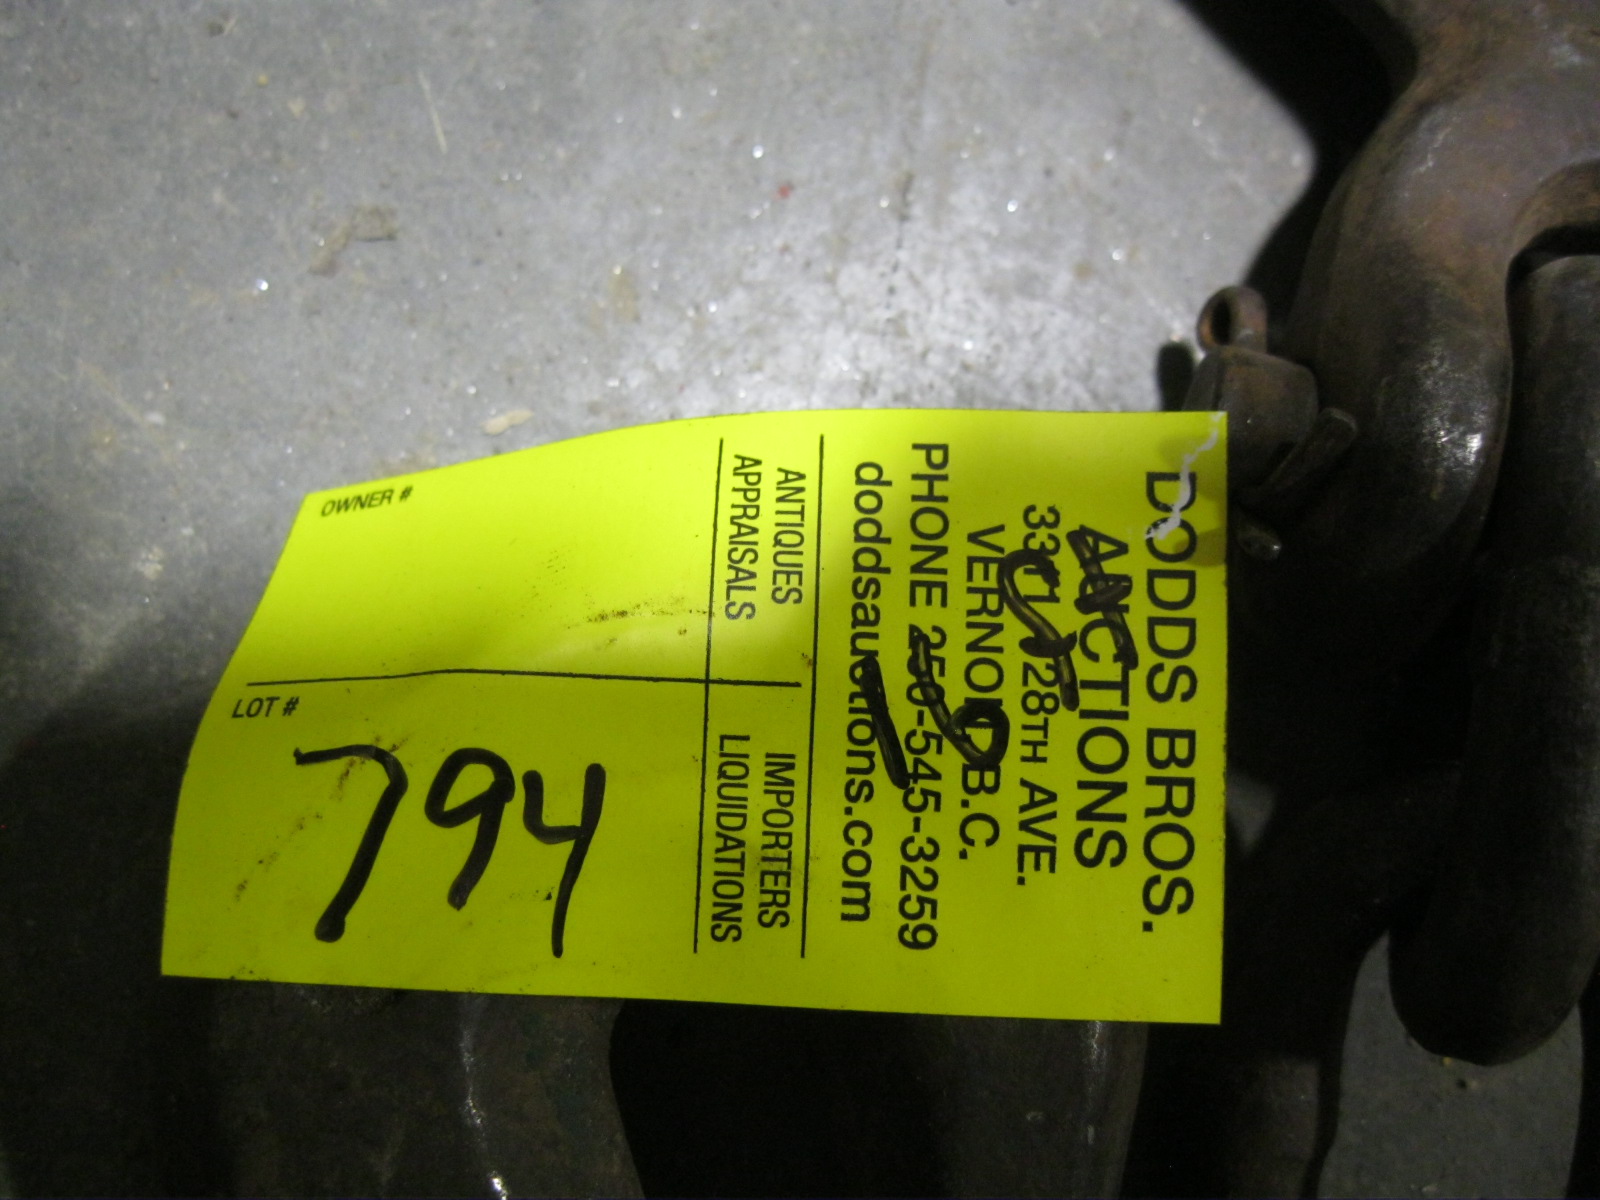 DODDS BROS.
AUCTIONS
3311 28TH AVE.
VERNON B.C.
PHONE 250-545-3259
doddsauctions.com
ANTIQUES
APPRAISALS
IMPORTERS
LIQUIDATIONS
OWNER #
LOT #
794